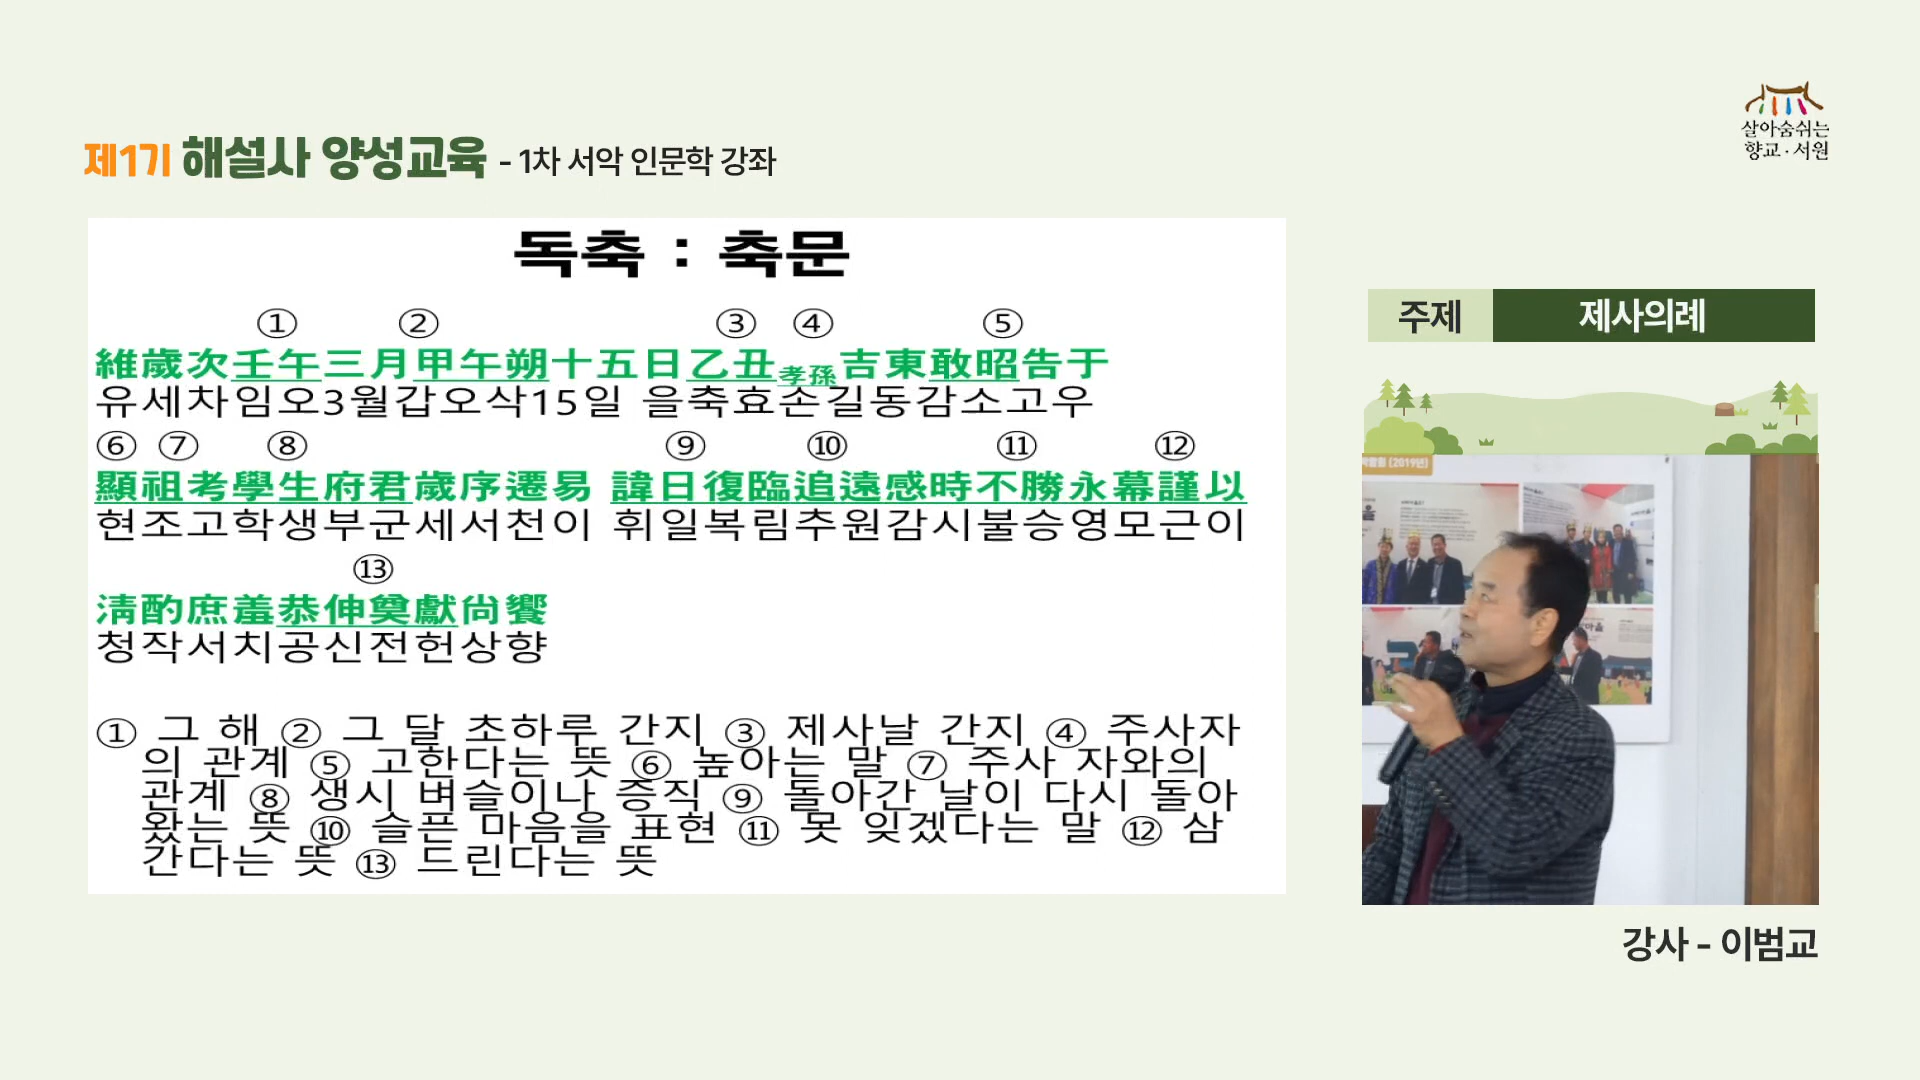 제1기 해설사 양성교육 - 1차 서악 인문학 강좌
살아숨쉬는
향교·서원
독축 : 축문
① ② ③ ④ ⑤
維歲次壬午三月甲午朔十五日乙丑孝孫吉東敢昭告于
유세차임오3월갑오삭15일 을축효손길동감소고우
⑥ ⑦ ⑧ ⑨ ⑩ ⑪ ⑫
顯祖考學生府君歲序遷易 諱日復臨追遠感時不勝永幕謹以
현조고학생부군세서천이 휘일복림추원감시불승영모근이
⑬
淸酌庶羞恭伸奠獻尙饗
청작서치공신전헌상향
① 그 해 ② 그 달 초하루 간지 ③ 제사날 간지 ④ 주사자
의 관계 ⑤ 고한다는 뜻 ⑥ 높아는 말 ⑦ 주사 자와의
관계 ⑧ 생시 벼슬이나 증직 ⑨ 돌아간 날이 다시 돌아
왔는 뜻 ⑩ 슬픈 마음을 표현 ⑪ 못 잊겠다는 말 ⑫ 삼
간다는 뜻 ⑬ 드린다는 뜻
주제 제사의례
(2019년)
강사 - 이범교